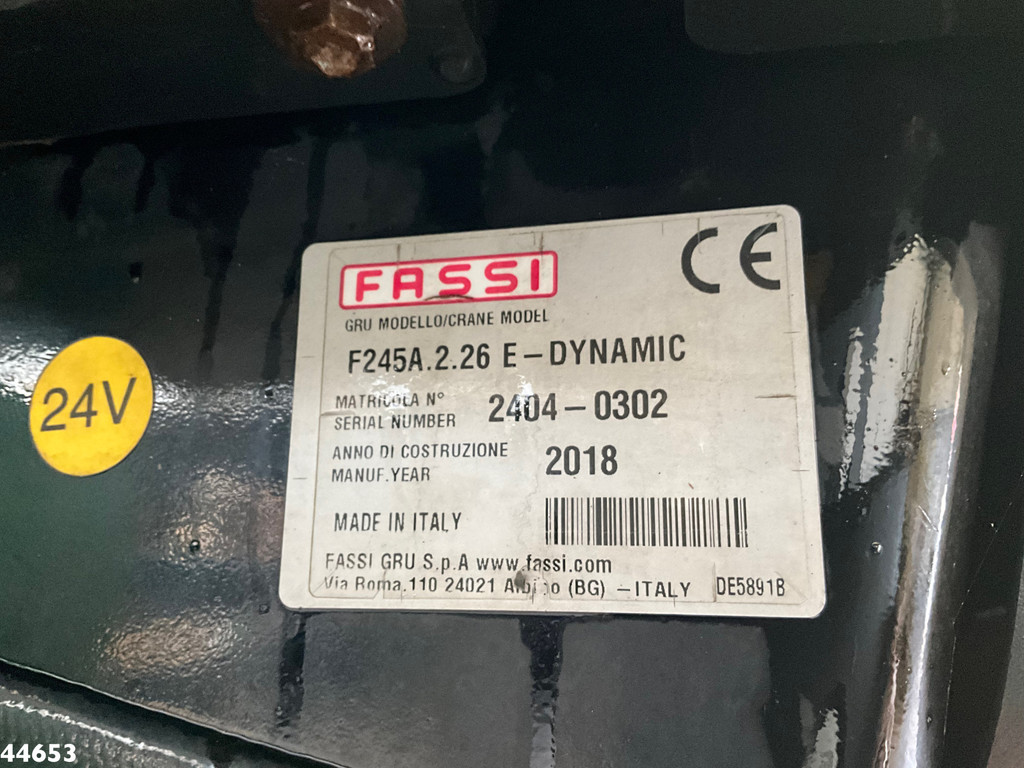 FASSI
CE
GRU MODELLO/CRANE MODEL
F245A.2.26 E-DYNAMIC
MATRICOLA N°
SERIAL NUMBER
2404-0302
ANNO DI COSTRUZIONE
MANUF.YEAR
2018
MADE IN ITALY
FASSI GRU S.p.A www.fassi.com
Via Roma.110 24021 (BG) -ITALY DE5891B
24V
44653